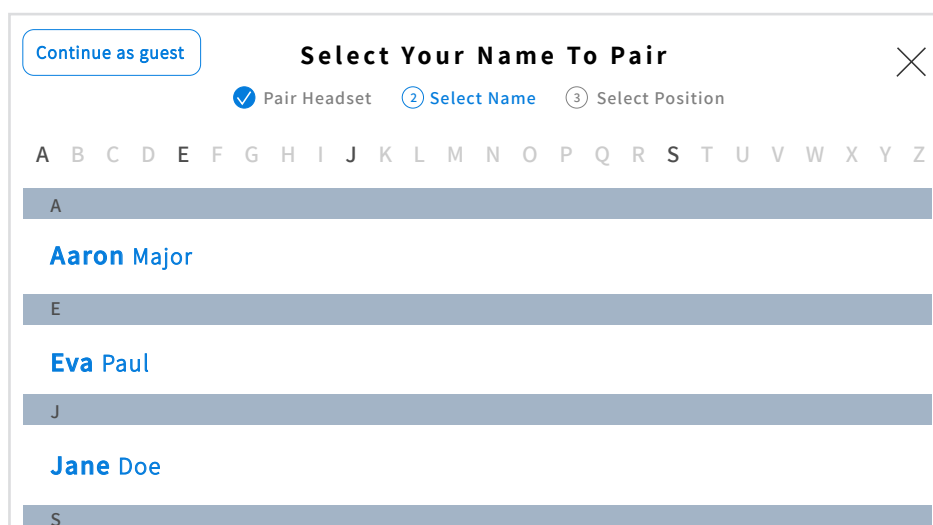 Continue as guest
Select Your Name To Pair
Pair Headset 2 Select Name 3 Select Position
A B C D E F G H I J K L M N O P Q R S T U V W X Y Z
A
Aaron Major
E
Eva Paul
J
Jane Doe
S